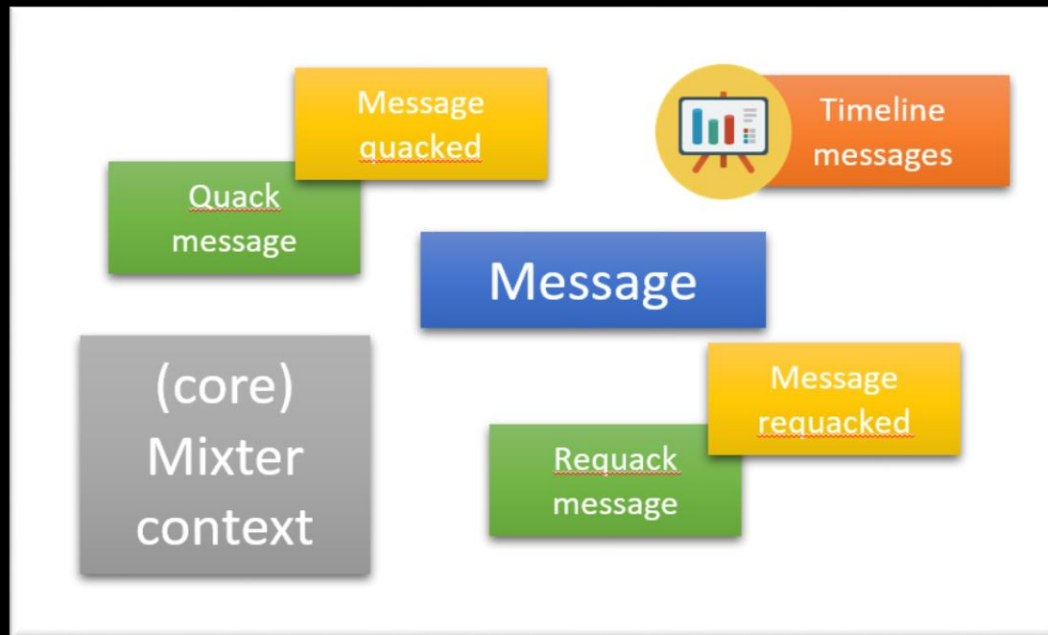 Message
quacked
Timeline
messages
Quack
message
Message
(core)
Mixter
context
Message
requacked
Requack
message